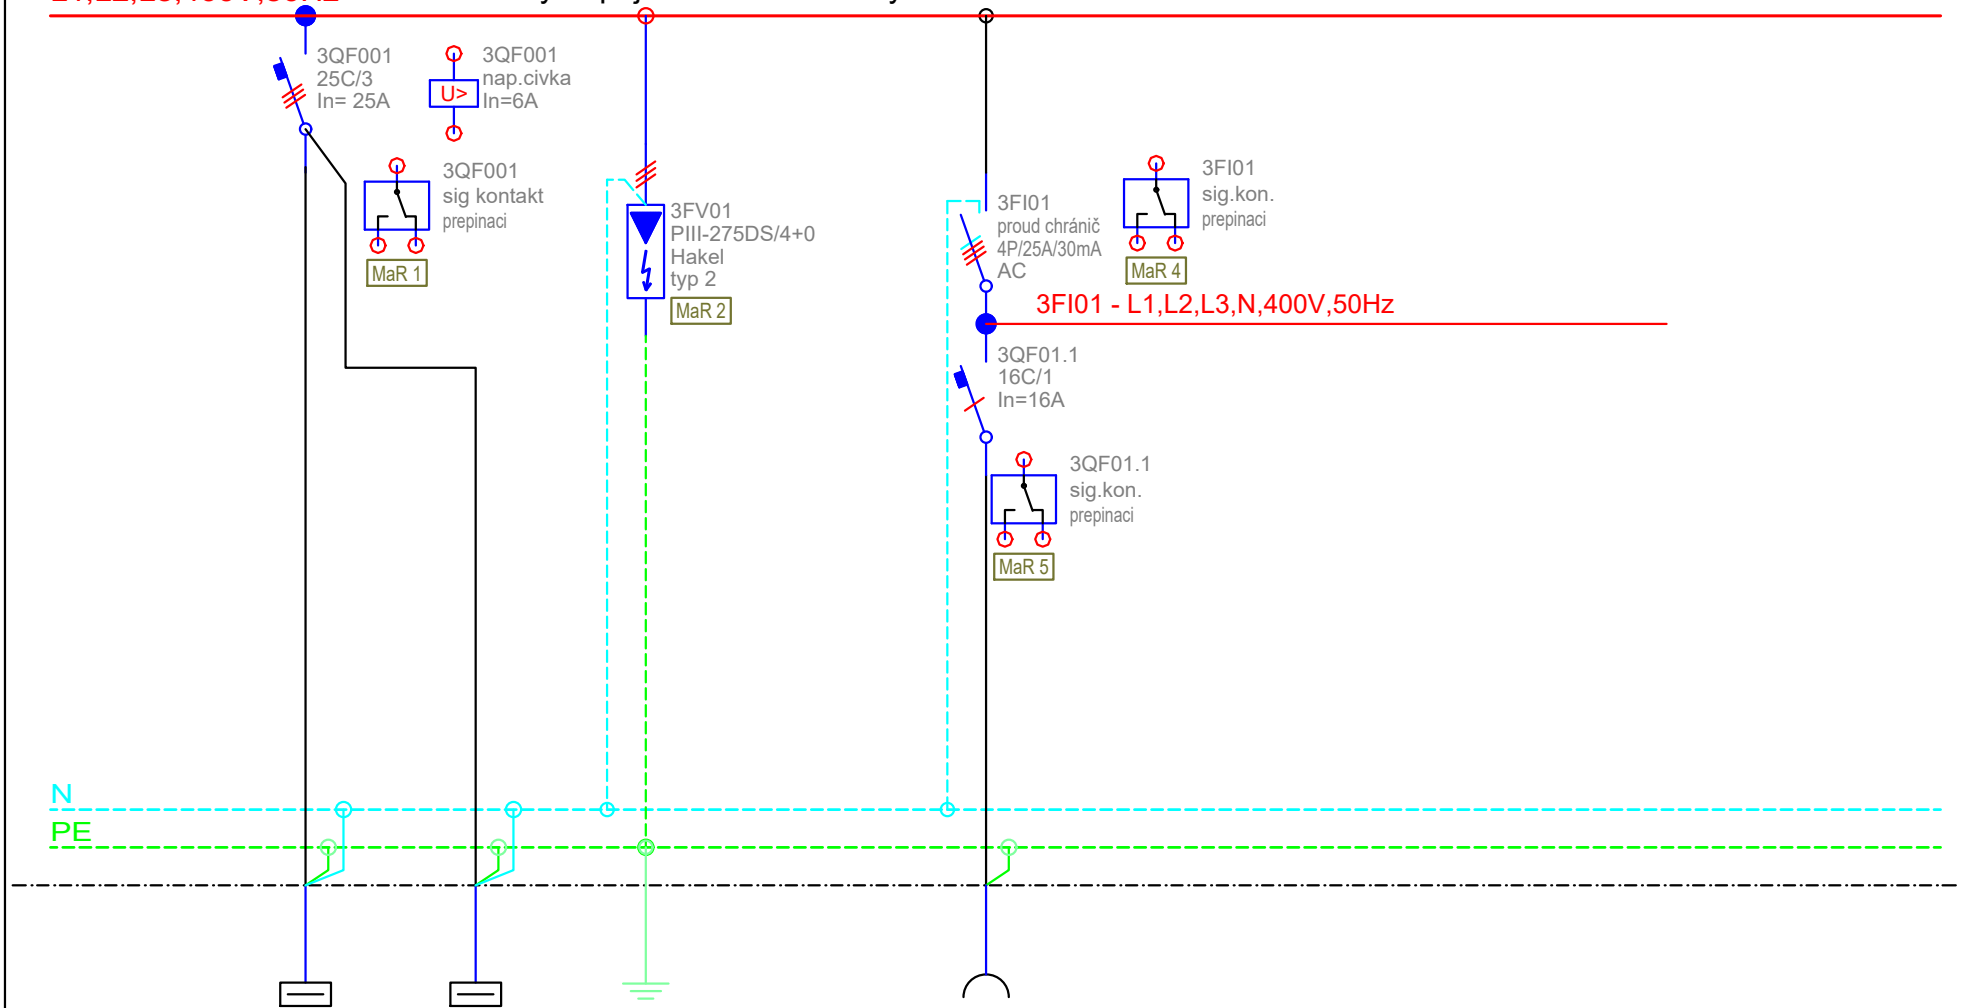 3QF001
25C/3
In= 25A
3QF001
nap.civka
In=6A
U>
3QF001
sig kontakt
prepinaci
MaR 1
3FV01
PIII-275DS/4+0
Hakel
typ 2
MaR 2
3FI01
proud chránič
4P/25A/30mA
AC
3FI01
sig.kon.
prepinaci
MaR 4
3FI01 - L1,L2,L3,N,400V,50Hz
3QF01.1
16C/1
In=16A
3QF01.1
sig.kon.
prepinaci
MaR 5
N
PE